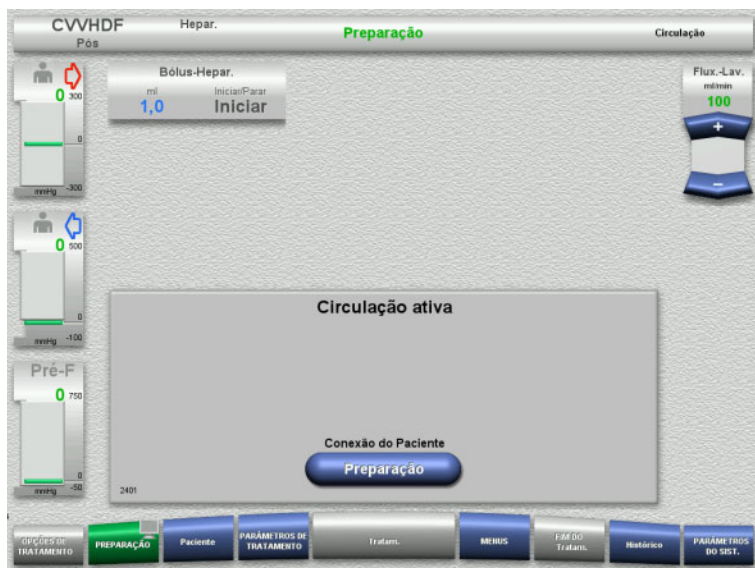 CVVHDF
Pós
Hepar.
Preparação
Circulação
0
300
0
-300
mmHg
Bólus-Hepar.
ml
1,0
Iniciar/Parar
Iniciar
Flux.-Lav.
ml/min
100
+
–
0
500
0
-100
mmHg
Pré-F
0
750
0
-50
mmHg
Circulação ativa
Conexão do Paciente
Preparação
2401
OPÇÕES DE
TRATAMENTO
PREPARAÇÃO
Paciente
PARÂMETROS DE
TRATAMENTO
Tratam.
MENUS
FIM DO
Tratam.
Histórico
PARÂMETROS
DO SIST.